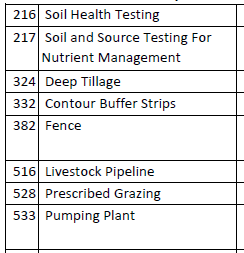 216 Soil Health Testing
217 Soil and Source Testing For
Nutrient Management
324 Deep Tillage
332 Contour Buffer Strips
382 Fence
516 Livestock Pipeline
528 Prescribed Grazing
533 Pumping Plant